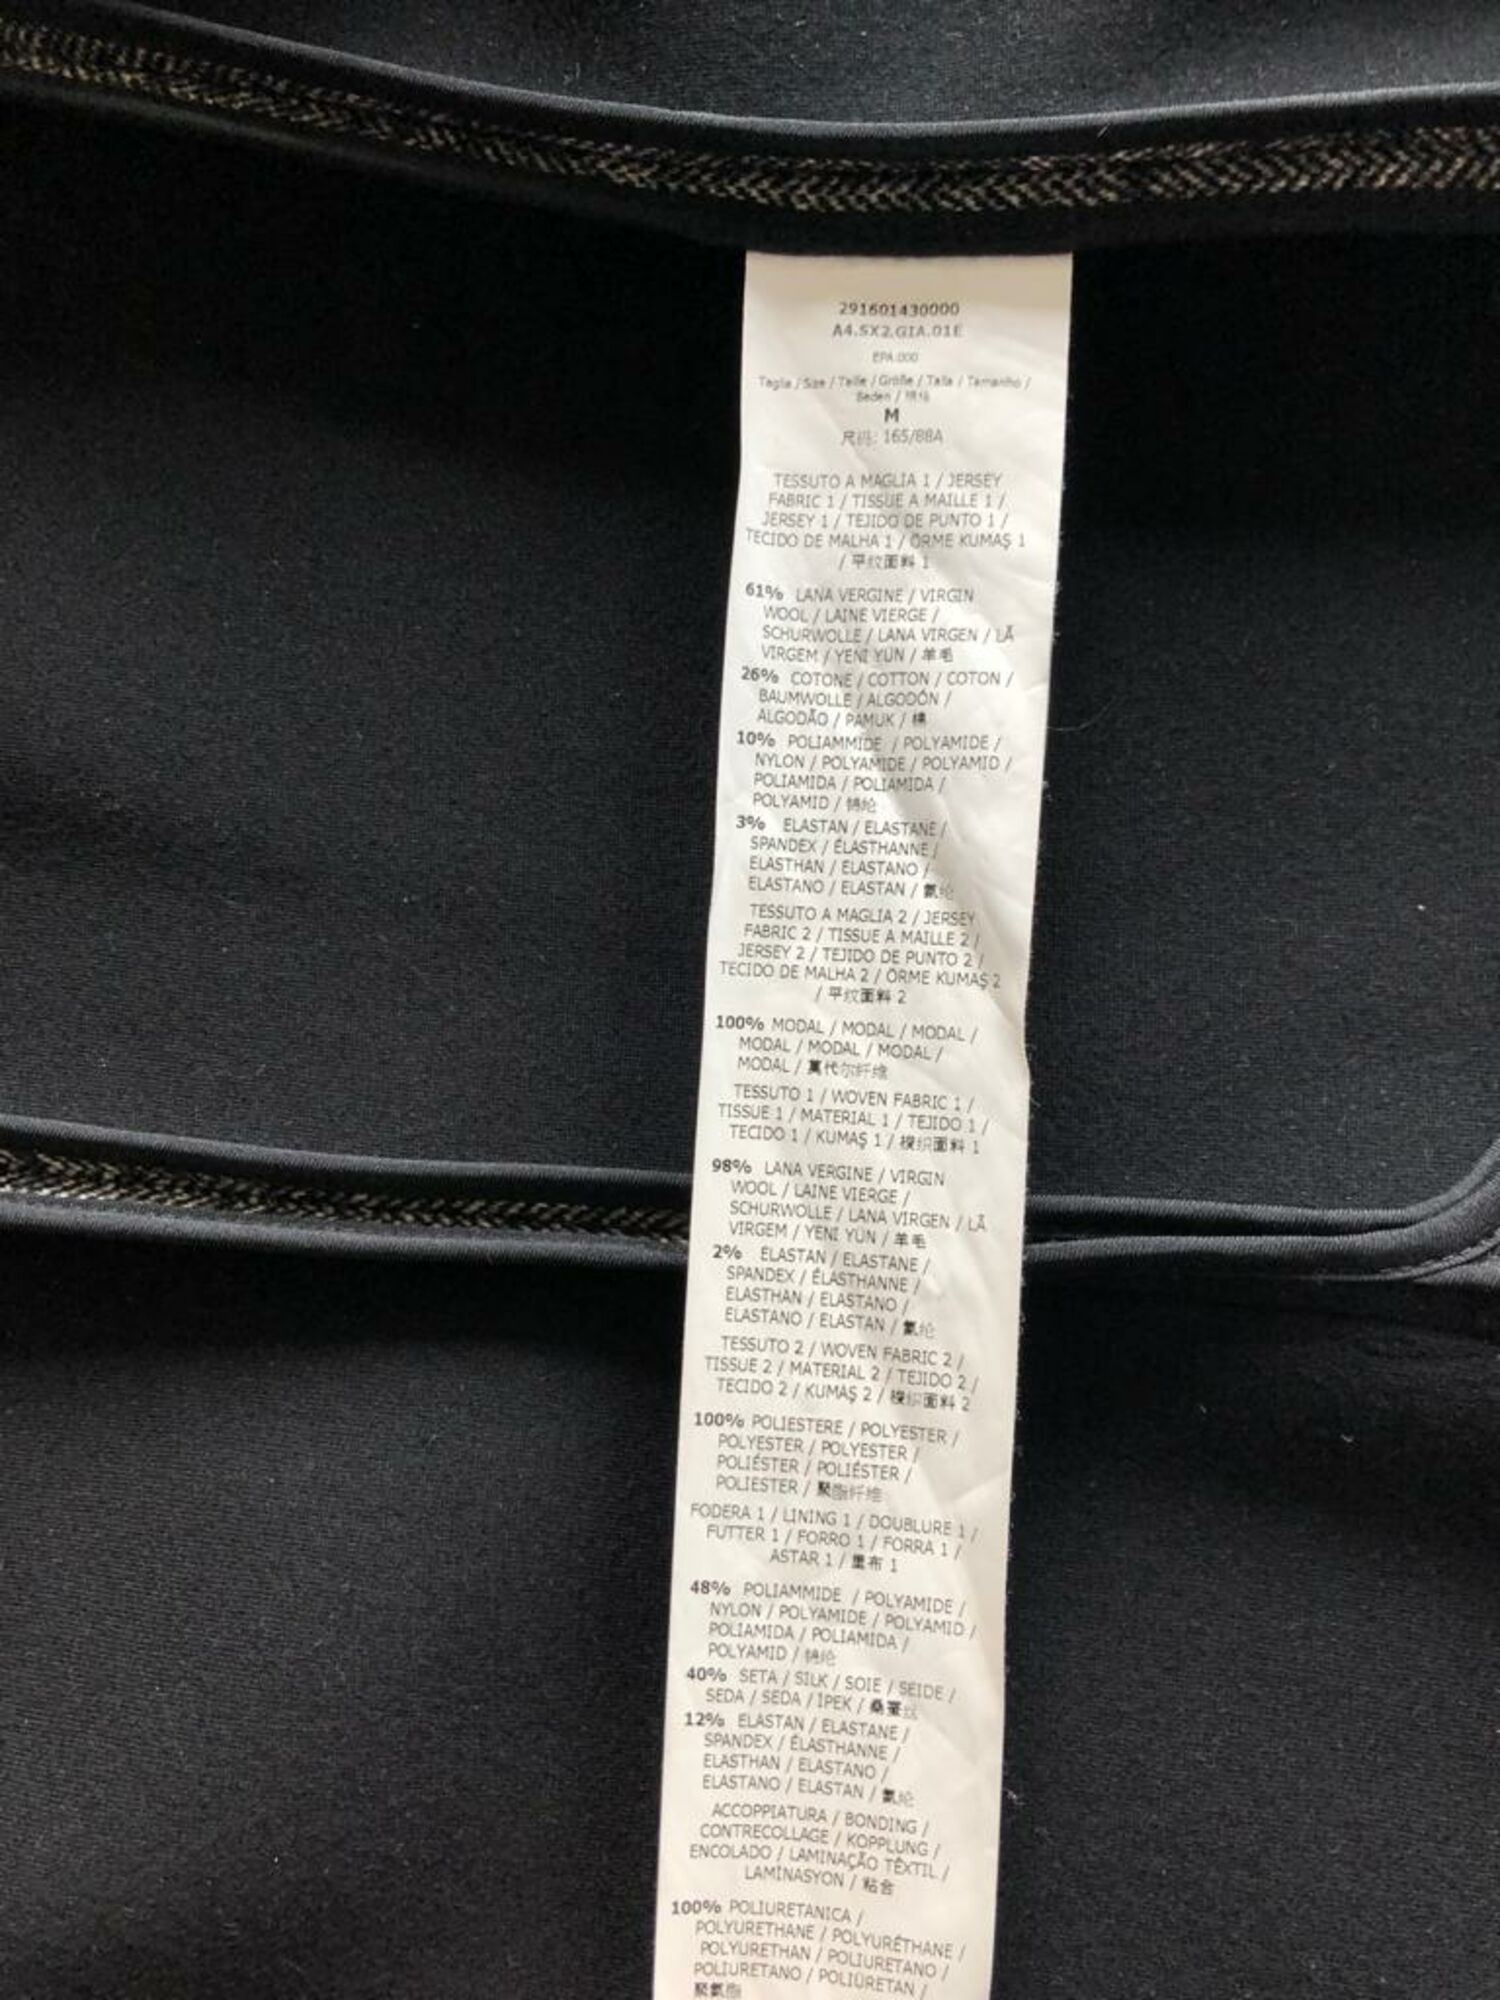 291601430000
A4.SX2.GIA.01E
EPA.000
Taglia / Size / Taille / Größe / Talla / Tamanho /
Beden / 规格
M
尺码: 165/88A
TESSUTO A MAGLIA 1 / JERSEY
FABRIC 1 / TISSUE A MAILLE 1 /
JERSEY 1 / TEJIDO DE PUNTO 1 /
TECIDO DE MALHA 1 / ÖRME KUMAŞ 1
/ 平纹面料 1
61% LANA VERGINE / VIRGIN
WOOL / LAINE VIERGE /
SCHURWOLLE / LANA VIRGEN / LÃ
VIRGEM / YENI YÜN / 羊毛
26% COTONE / COTTON / COTON /
BAUMWOLLE / ALGODÓN /
ALGODÃO / PAMUK / 棉
10% POLIAMMIDE / POLYAMIDE /
NYLON / POLYAMIDE / POLYAMID /
POLIAMIDA / POLIAMIDA /
POLYAMID / 锦纶
3% ELASTAN / ELASTANE /
SPANDEX / ÉLASTHANNE /
ELASTHAN / ELASTANO /
ELASTANO / ELASTAN / 氨纶
TESSUTO A MAGLIA 2 / JERSEY
FABRIC 2 / TISSUE A MAILLE 2 /
JERSEY 2 / TEJIDO DE PUNTO 2 /
TECIDO DE MALHA 2 / ÖRME KUMAŞ 2
/ 平纹面料 2
100% MODAL / MODAL / MODAL /
MODAL / MODAL / MODAL /
MODAL / 莫代尔纤维
TESSUTO 1 / WOVEN FABRIC 1 /
TISSUE 1 / MATERIAL 1 / TEJIDO 1 /
TECIDO 1 / KUMAŞ 1 / 梭织面料 1
98% LANA VERGINE / VIRGIN
WOOL / LAINE VIERGE /
SCHURWOLLE / LANA VIRGEN / LÃ
VIRGEM / YENI YÜN / 羊毛
2% ELASTAN / ELASTANE /
SPANDEX / ÉLASTHANNE /
ELASTHAN / ELASTANO /
ELASTANO / ELASTAN / 氨纶
TESSUTO 2 / WOVEN FABRIC 2 /
TISSUE 2 / MATERIAL 2 / TEJIDO 2 /
TECIDO 2 / KUMAŞ 2 / 梭织面料 2
100% POLIESTERE / POLYESTER /
POLYESTER / POLYESTER /
POLIÉSTER / POLIÉSTER /
POLIESTER / 聚酯纤维
FODERA 1 / LINING 1 / DOUBLURE 1 /
FUTTER 1 / FORRO 1 / FORRA 1 /
ASTAR 1 / 里布 1
48% POLIAMMIDE / POLYAMIDE /
NYLON / POLYAMIDE / POLYAMID /
POLIAMIDA / POLIAMIDA /
POLYAMID / 锦纶
40% SETA / SILK / SOIE / SEIDE /
SEDA / SEDA / İPEK / 桑蚕丝
12% ELASTAN / ELASTANE /
SPANDEX / ÉLASTHANNE /
ELASTHAN / ELASTANO /
ELASTANO / ELASTAN / 氨纶
ACCOPPIATURA / BONDING /
CONTRECOLLAGE / KOPPLUNG /
ENCOLADO / LAMINAÇÃO TÊXTIL /
LAMİNASYON / 粘合
100% POLIURETANICA /
POLYURETHANE / POLYURÉTHANE /
POLYURETHAN / POLIURETANO /
POLIURETANO / POLİÜRETAN /
聚氨酯